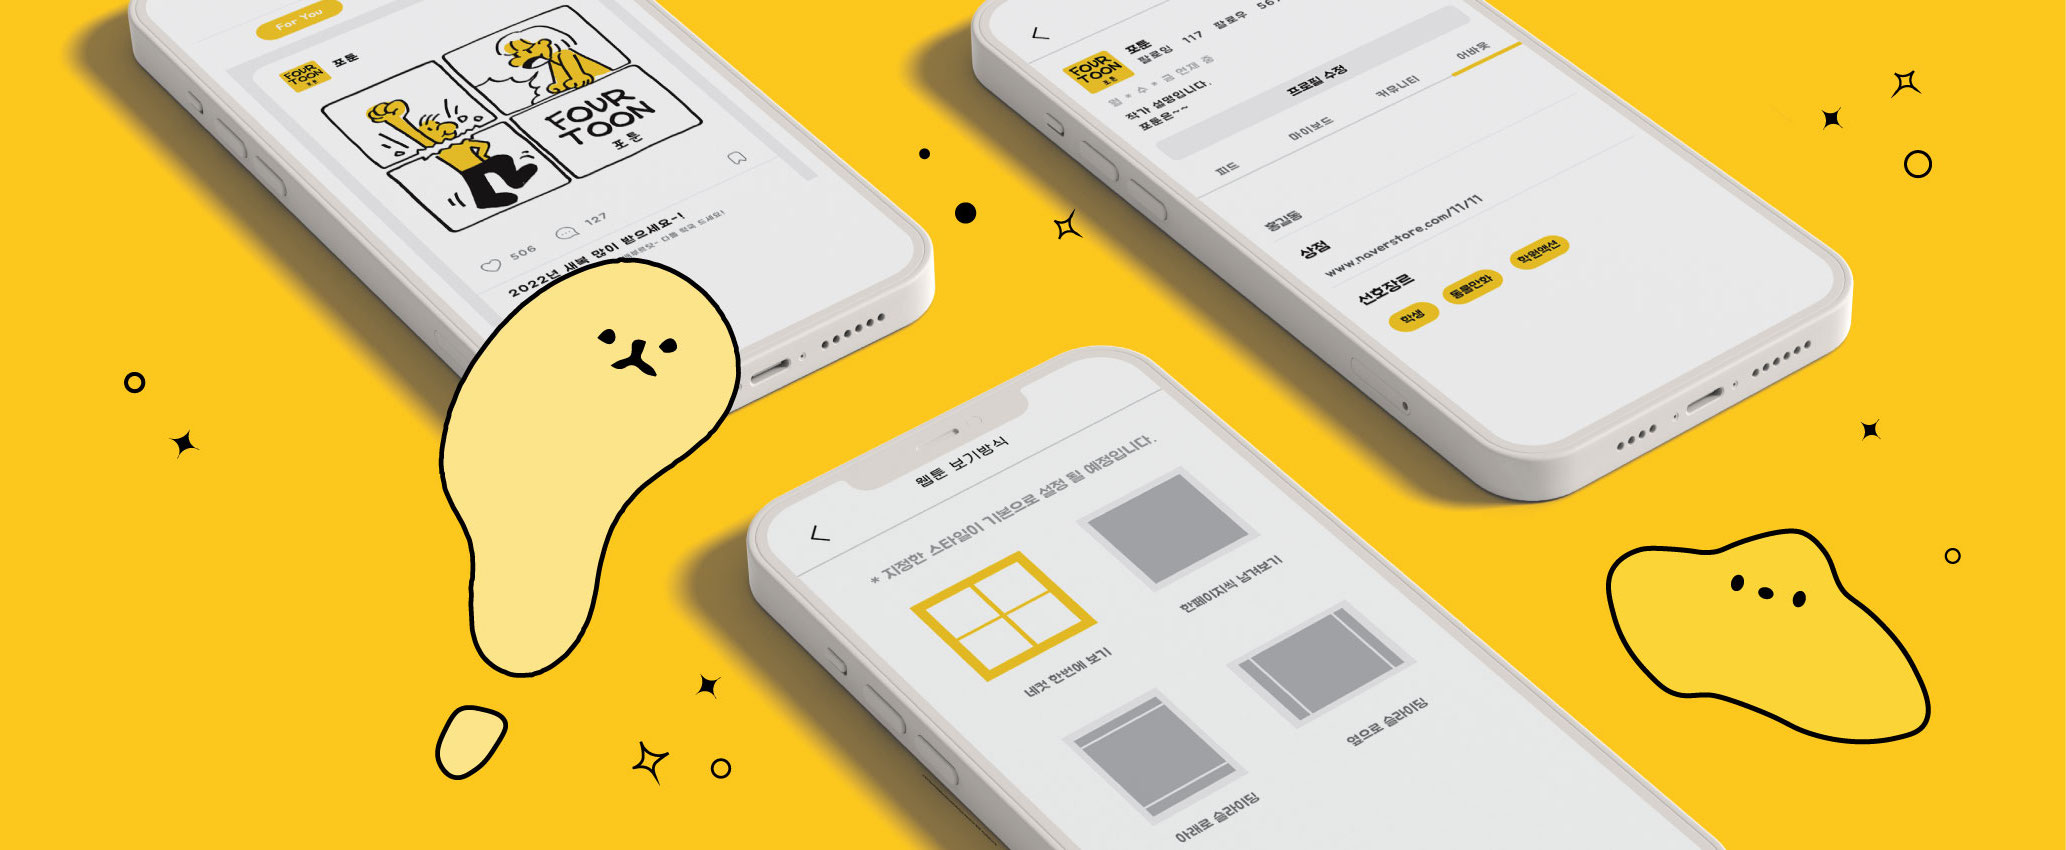 For You
FOUR TOON 포툰
포툰
FOUR
TOON
포 툰
506
127
2022년 새복 많이 받으세요~!
FOUR TOON 포툰
포툰
팔로잉 117 팔로우
월 * 수 * 금 연재 중
작가 설명입니다.
포툰은~~
프로필 수정
피드
마이보드
커뮤니티
어바웃
홍길동
상점
www.naverstore.com/11/11
선호장르
학생
동물만화
학원액션
웹툰 보기방식
* 지정한 스타일이 기본으로 설정 될 예정입니다.
네컷 한번에 보기
한페이지씩 넘겨보기
아래로 슬라이딩
옆으로 슬라이딩